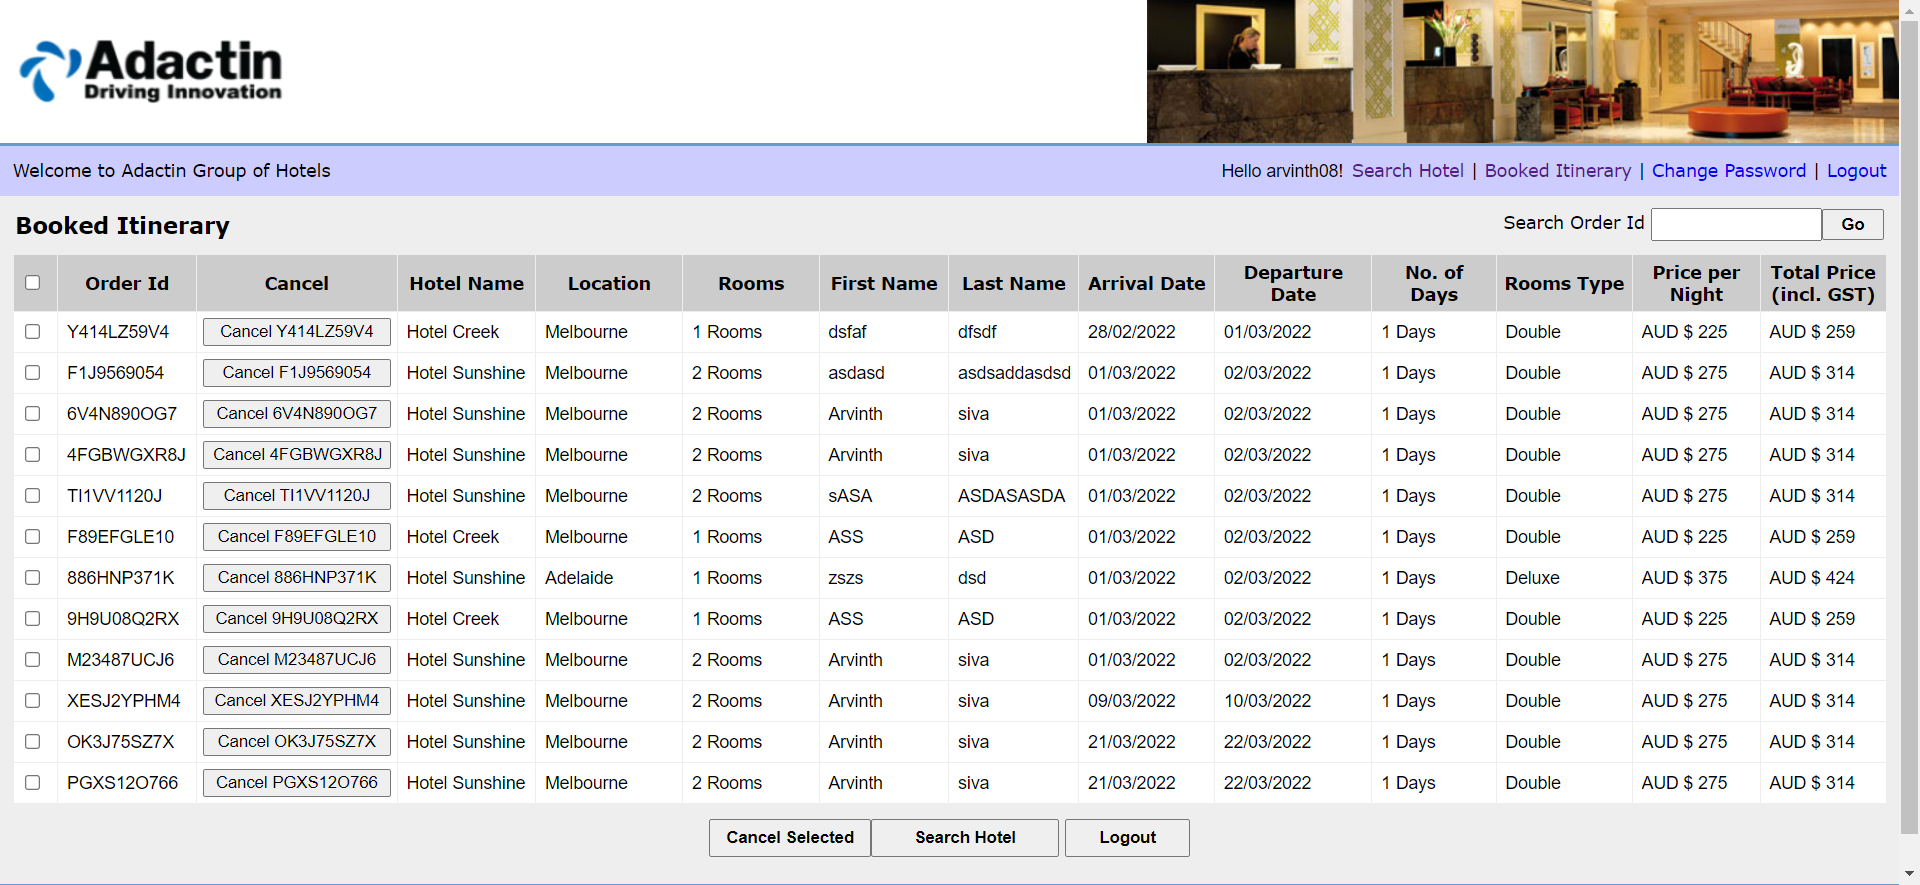 Adactin
Driving Innovation
Welcome to Adactin Group of Hotels
Hello arvinth08! Search Hotel | Booked Itinerary | Change Password | Logout
Booked Itinerary
Search Order Id Go
Order Id Cancel Hotel Name Location Rooms First Name Last Name Arrival Date Departure Date No. of Days Rooms Type Price per Night Total Price (incl. GST)
Y414LZ59V4 Cancel Y414LZ59V4 Hotel Creek Melbourne 1 Rooms dsfaf dfsdf 28/02/2022 01/03/2022 1 Days Double AUD $ 225 AUD $ 259
F1J9569054 Cancel F1J9569054 Hotel Sunshine Melbourne 2 Rooms asdasd asdsaddasdsd 01/03/2022 02/03/2022 1 Days Double AUD $ 275 AUD $ 314
6V4N890OG7 Cancel 6V4N890OG7 Hotel Sunshine Melbourne 2 Rooms Arvinth siva 01/03/2022 02/03/2022 1 Days Double AUD $ 275 AUD $ 314
4FGBWGXR8J Cancel 4FGBWGXR8J Hotel Sunshine Melbourne 2 Rooms Arvinth siva 01/03/2022 02/03/2022 1 Days Double AUD $ 275 AUD $ 314
TI1VV1120J Cancel TI1VV1120J Hotel Sunshine Melbourne 2 Rooms sASA ASDASASDA 01/03/2022 02/03/2022 1 Days Double AUD $ 275 AUD $ 314
F89EFGLE10 Cancel F89EFGLE10 Hotel Creek Melbourne 1 Rooms ASS ASD 01/03/2022 02/03/2022 1 Days Double AUD $ 225 AUD $ 259
886HNP371K Cancel 886HNP371K Hotel Sunshine Adelaide 1 Rooms zszs dsd 01/03/2022 02/03/2022 1 Days Deluxe AUD $ 375 AUD $ 424
9H9U08Q2RX Cancel 9H9U08Q2RX Hotel Creek Melbourne 1 Rooms ASS ASD 01/03/2022 02/03/2022 1 Days Double AUD $ 225 AUD $ 259
M23487UCJ6 Cancel M23487UCJ6 Hotel Sunshine Melbourne 2 Rooms Arvinth siva 01/03/2022 02/03/2022 1 Days Double AUD $ 275 AUD $ 314
XESJ2YPHM4 Cancel XESJ2YPHM4 Hotel Sunshine Melbourne 2 Rooms Arvinth siva 09/03/2022 10/03/2022 1 Days Double AUD $ 275 AUD $ 314
OK3J75SZ7X Cancel OK3J75SZ7X Hotel Sunshine Melbourne 2 Rooms Arvinth siva 21/03/2022 22/03/2022 1 Days Double AUD $ 275 AUD $ 314
PGXS12O766 Cancel PGXS12O766 Hotel Sunshine Melbourne 2 Rooms Arvinth siva 21/03/2022 22/03/2022 1 Days Double AUD $ 275 AUD $ 314
Cancel Selected Search Hotel Logout